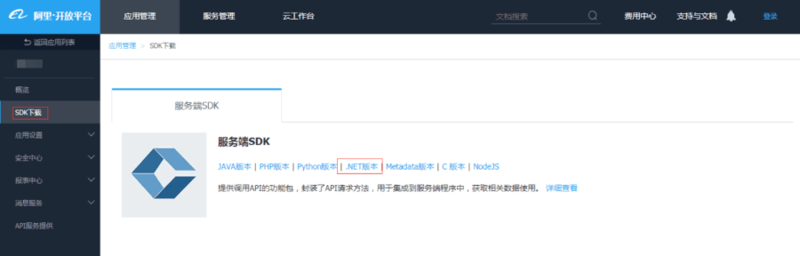 阿里·开放平台
应用管理 服务管理 云工作台 文档搜索 费用中心 支持与文档 登录
返回应用列表
应用管理 > SDK下载
概览
SDK下载
服务端SDK
应用设置
服务端SDK
安全中心
JAVA版本 | PHP版本 | Python版本 | .NET版本 | Metadata版本 | C 版本 | NodeJS
报表中心
提供调用API的功能包，封装了API请求方法，用于集成到服务端程序中，获取相关数据使用。 详细查看
消息服务
API服务提供